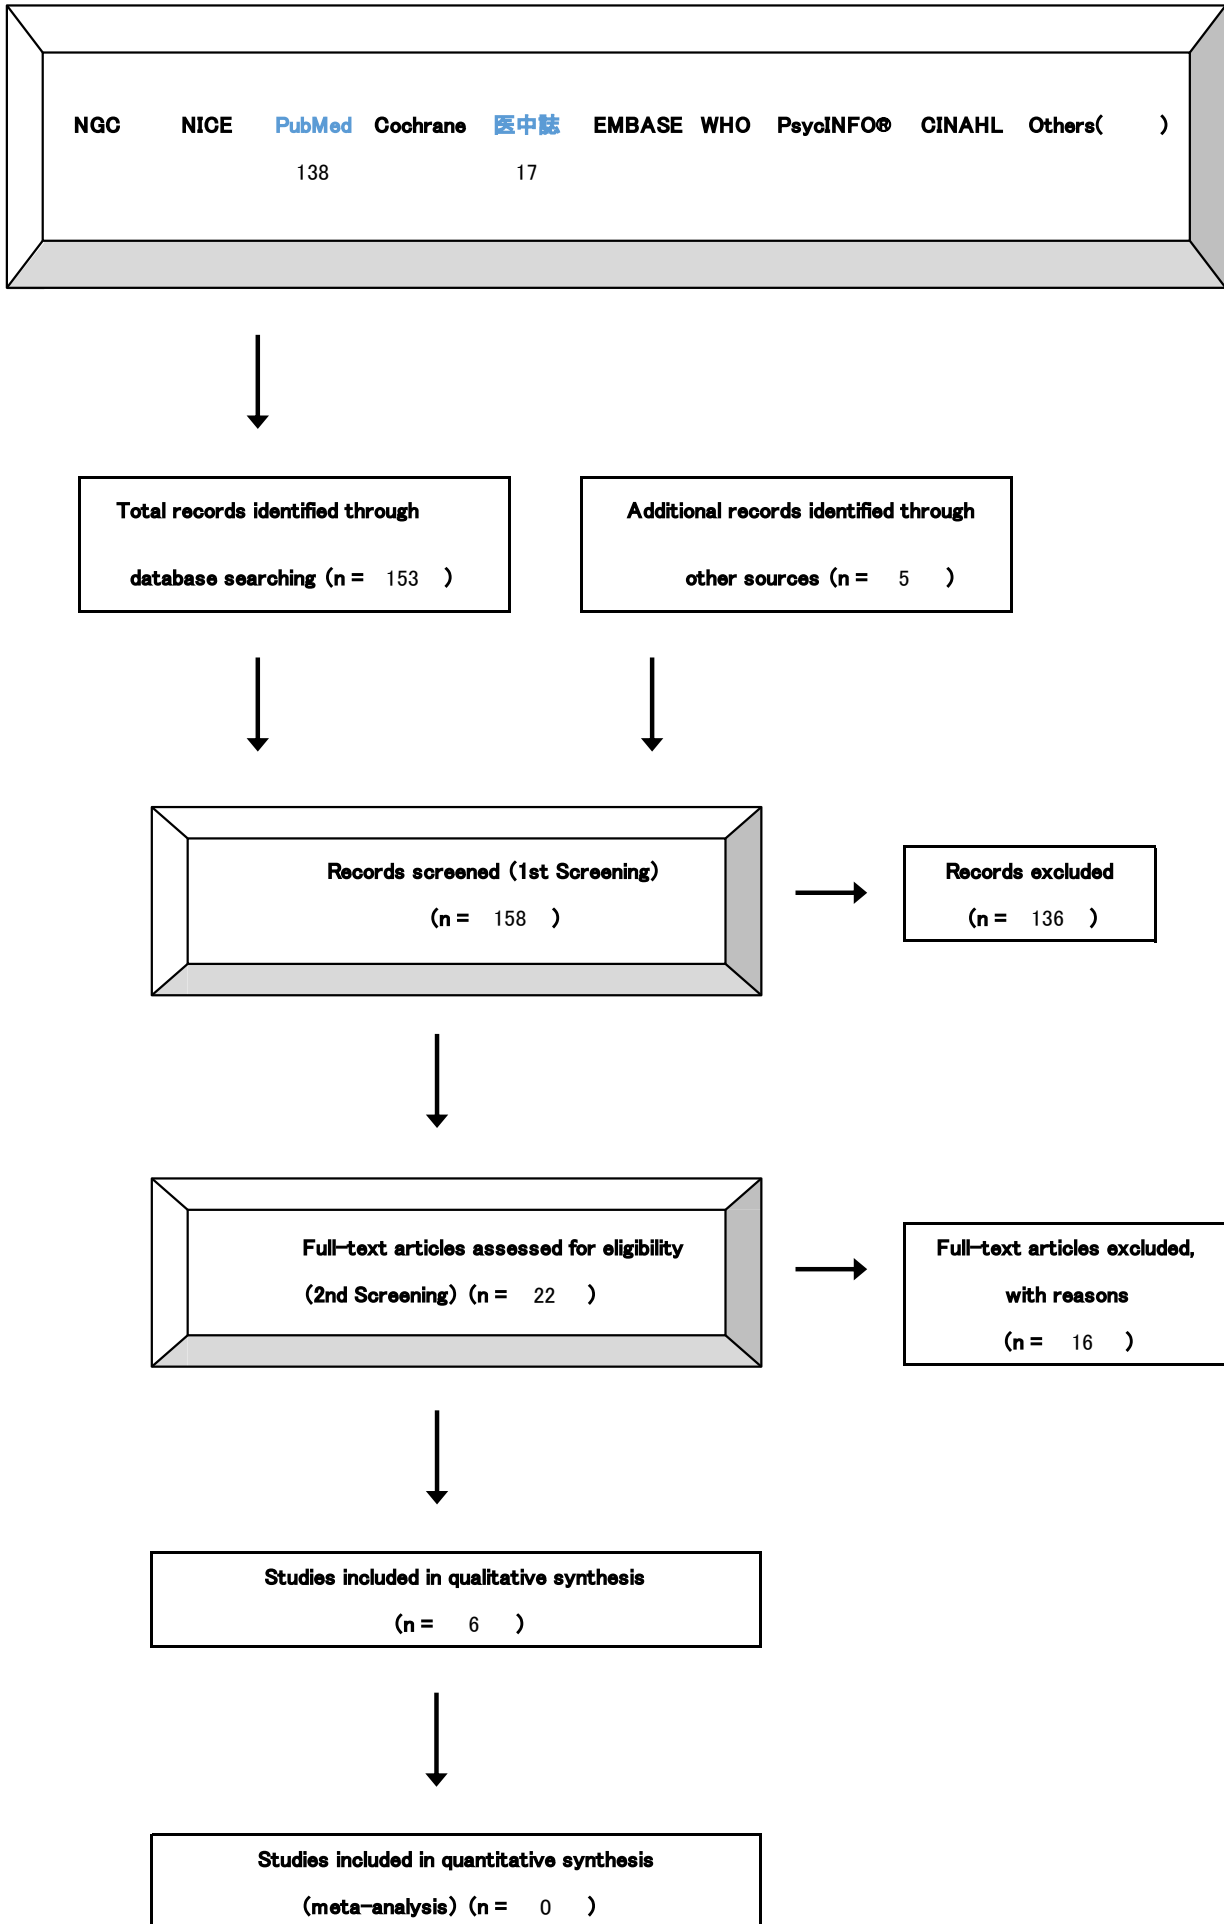 NGC NICE PubMed Cochrane 医中誌 EMBASE WHO PsycINFO® CINAHL Others( )
138 17
Total records identified through
database searching (n = 153 )
Additional records identified through
other sources (n = 5 )
Records screened (1st Screening)
(n = 158 )
Records excluded
(n = 136 )
Full-text articles assessed for eligibility
(2nd Screening) (n = 22 )
Full-text articles excluded,
with reasons
(n = 16 )
Studies included in qualitative synthesis
(n = 6 )
Studies included in quantitative synthesis
(meta-analysis) (n = 0 )